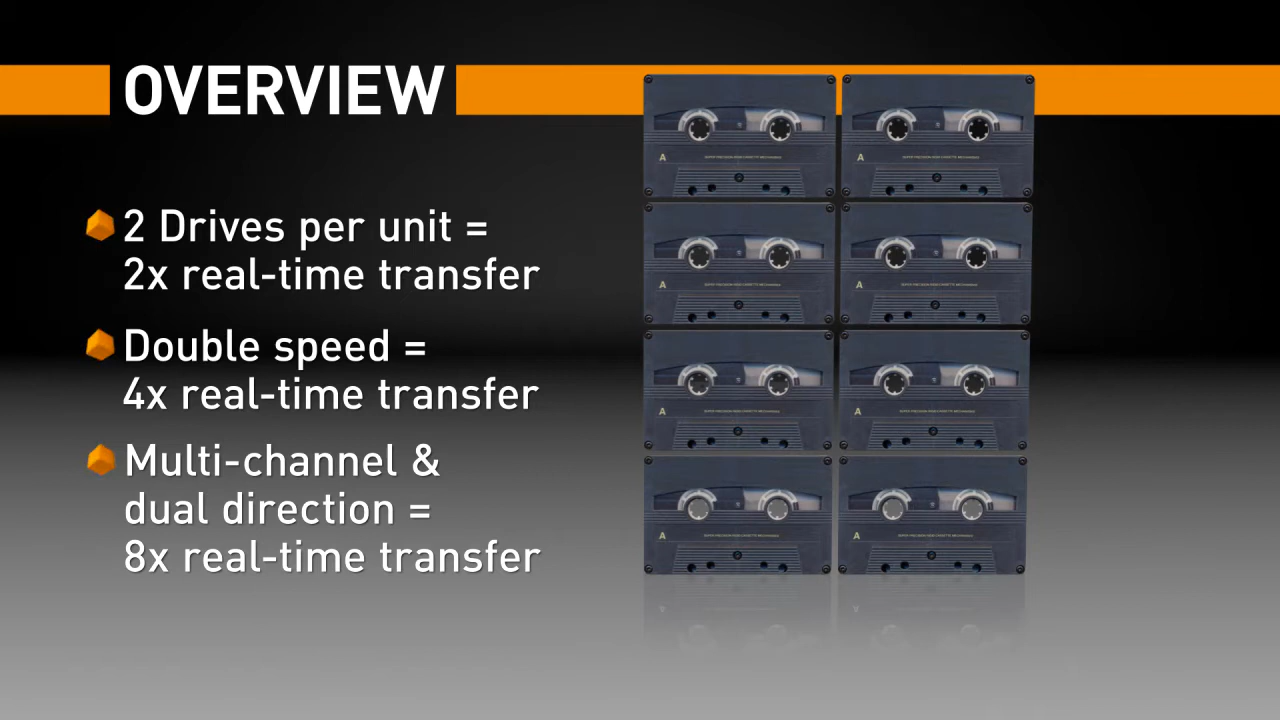 OVERVIEW
2 Drives per unit =
2x real-time transfer
Double speed =
4x real-time transfer
Multi-channel &
dual direction =
8x real-time transfer
A
A
A
A
A
A
A
A